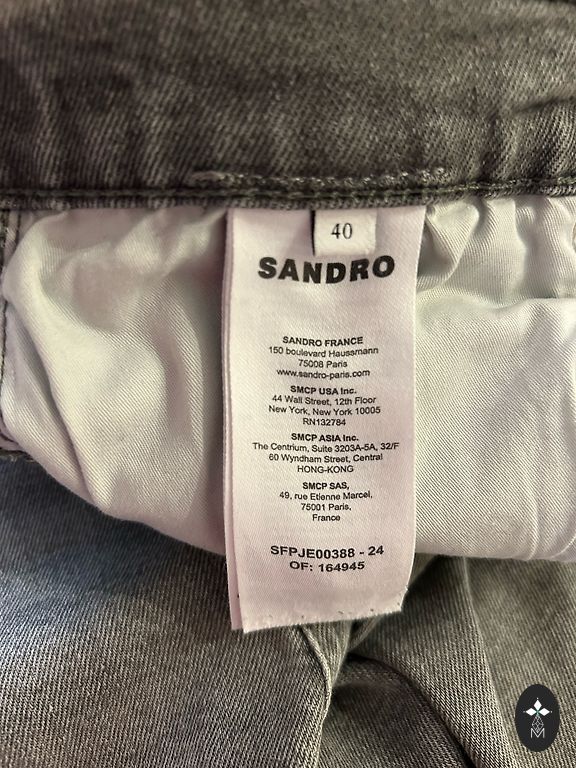 40
SANDRO
SANDRO FRANCE
150 boulevard Haussmann
75008 Paris
www.sandro-paris.com
SMCP USA Inc.
44 Wall Street, 12th Floor
New York, New York 10005
RN132784
SMCP ASIA Inc.
The Centrium, Suite 3203A-5A, 32/F
60 Wyndham Street, Central
HONG-KONG
SMCP SAS,
49, rue Etienne Marcel,
75001 Paris,
France
SFPJE00388 - 24
OF: 164945
M